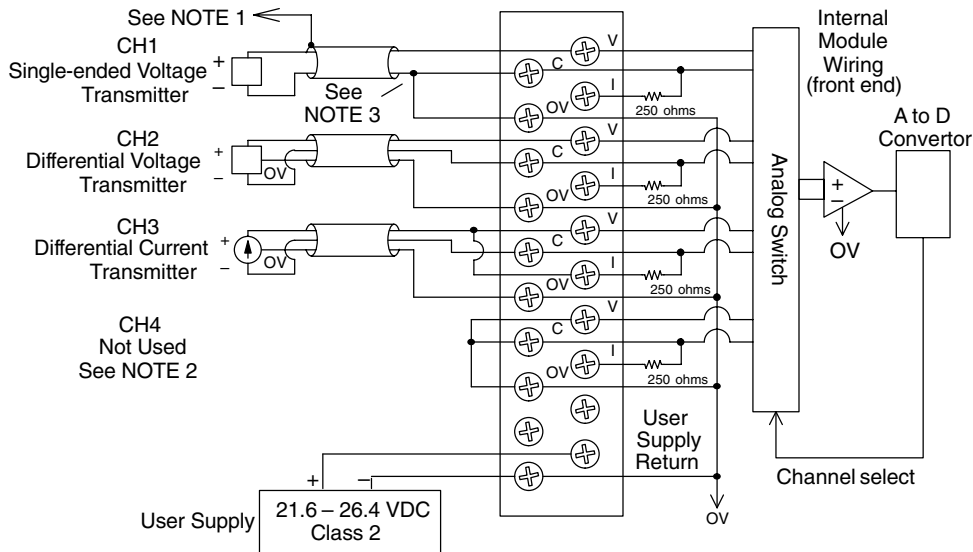 See NOTE 1
CH1
Single-ended Voltage
Transmitter
+
–
See
NOTE 3
CH2
Differential Voltage
Transmitter
+
–
OV
CH3
Differential Current
Transmitter
+
–
OV
CH4
Not Used
See NOTE 2
V
C
I
OV
250 ohms
V
C
I
OV
250 ohms
V
C
I
OV
250 ohms
V
C
I
OV
250 ohms
User
Supply
Return
+
–
User Supply
21.6 – 26.4 VDC
Class 2
OV
Analog Switch
Internal
Module
Wiring
(front end)
A to D
Convertor
+
–
OV
Channel select